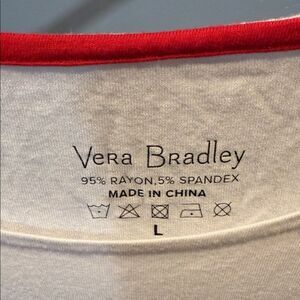 Vera Bradley
95% RAYON,5% SPANDEX
MADE IN CHINA
L